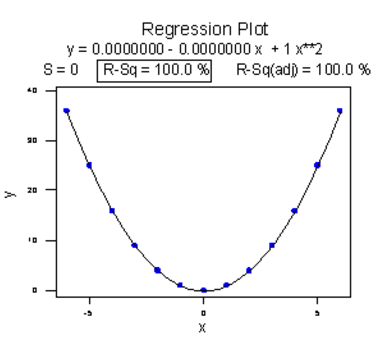 Regression Plot
y = 0.0000000 - 0.0000000 x + 1 x**2
S = 0 R-Sq = 100.0 % R-Sq(adj) = 100.0 %
40
30
20
10
0
y
-5 0 5
x